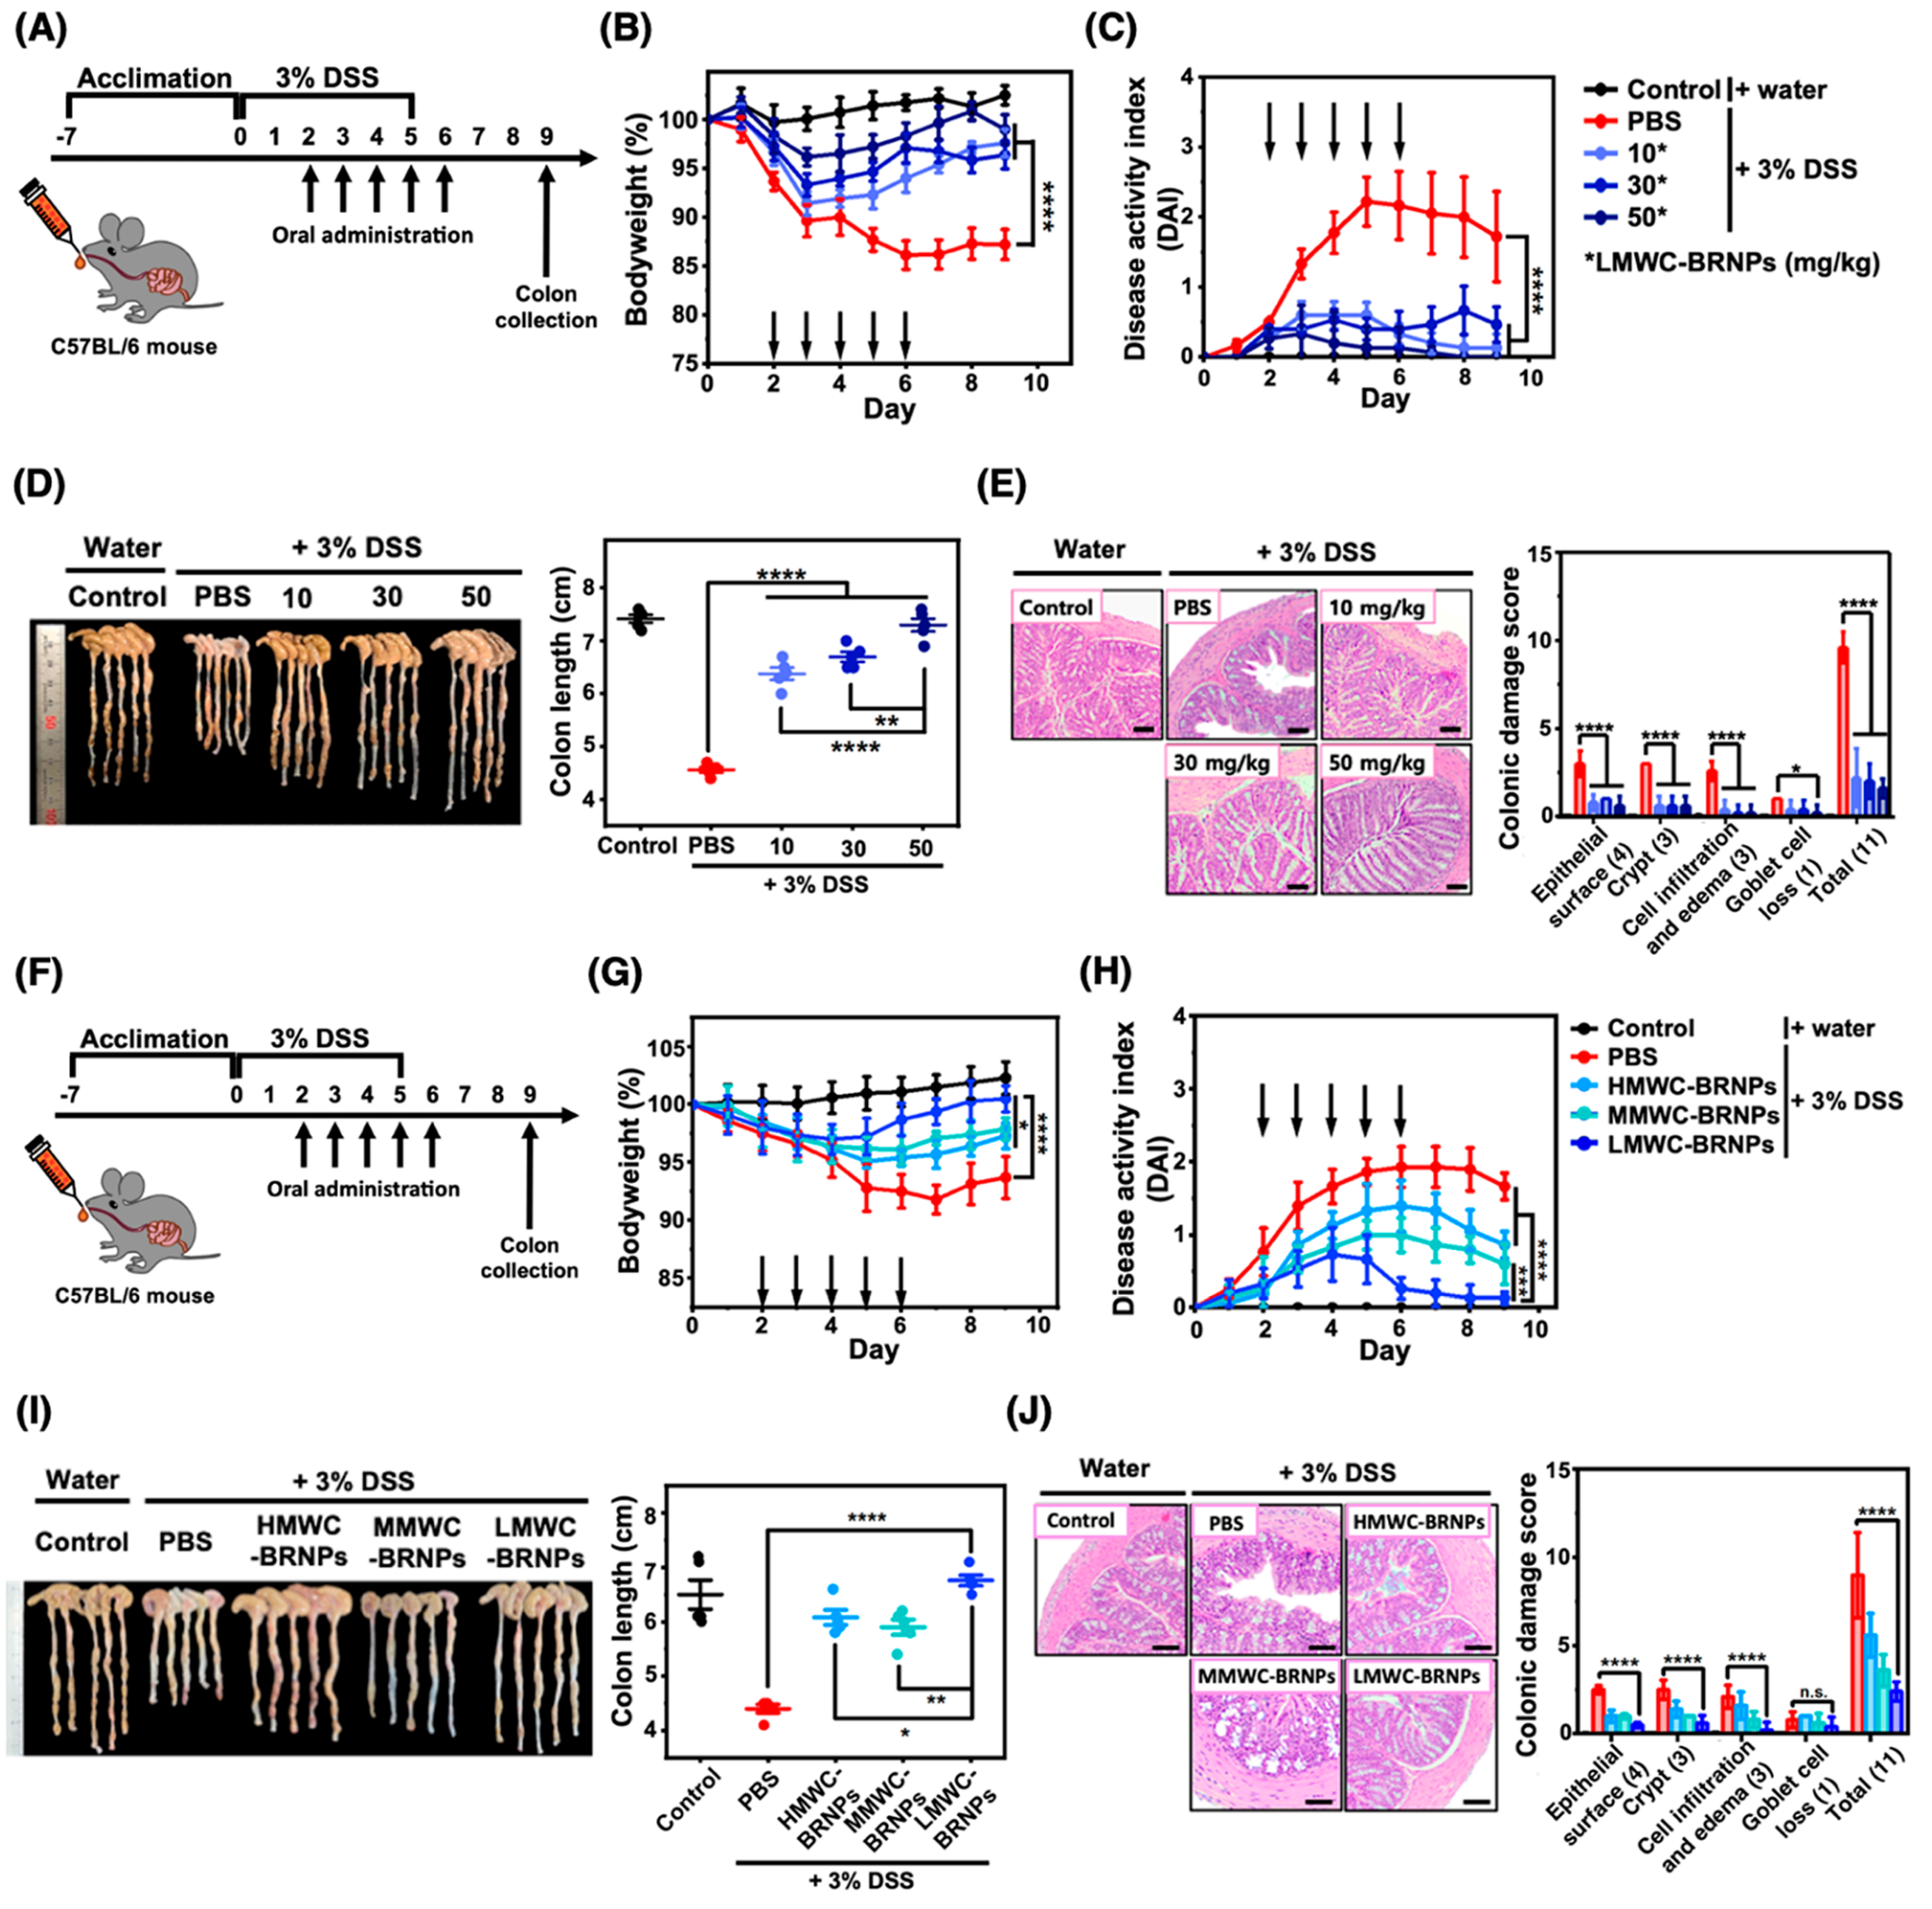 (A)
Acclimation
3% DSS
-7
0 1 2 3 4 5 6 7 8 9
Oral administration
Colon
collection
C57BL/6 mouse
(B)
Bodyweight (%)
100
95
90
85
80
75
0 2 4 6 8 10
Day
****
(C)
Disease activity index
(DAI)
4
3
2
1
0
0 2 4 6 8 10
Day
****
Control + water
PBS
10*
30*
50*
+ 3% DSS
*LMWC-BRNPs (mg/kg)
(D)
Water
+ 3% DSS
Control PBS 10 30 50
Colon length (cm)
8
7
6
5
4
****
**
****
Control PBS 10 30 50
+ 3% DSS
(E)
Water
+ 3% DSS
Control
PBS
10 mg/kg
30 mg/kg
50 mg/kg
Colonic damage score
15
10
5
0
**** **** **** * ****
Epithelial
surface (4)
Crypt (3)
Cell infiltration
and edema (3)
Goblet cell
loss (1)
Total (11)
(F)
Acclimation
3% DSS
-7
0 1 2 3 4 5 6 7 8 9
Oral administration
Colon
collection
C57BL/6 mouse
(G)
Bodyweight (%)
105
100
95
90
85
0 2 4 6 8 10
Day
*
****
(H)
Disease activity index
(DAI)
4
3
2
1
0
0 2 4 6 8 10
Day
***
****
Control + water
PBS
HMWC-BRNPs
MMWC-BRNPs
LMWC-BRNPs
+ 3% DSS
(I)
Water
+ 3% DSS
Control
PBS
HMWC
-BRNPs
MMWC
-BRNPs
LMWC
-BRNPs
Colon length (cm)
8
7
6
5
4
****
**
*
Control
PBS
HMWC-
BRNPs
MMWC-
BRNPs
LMWC-
BRNPs
+ 3% DSS
(J)
Water
+ 3% DSS
Control
PBS
HMWC-BRNPs
MMWC-BRNPs
LMWC-BRNPs
Colonic damage score
15
10
5
0
**** **** **** n.s. ****
Epithelial
surface (4)
Crypt (3)
Cell infiltration
and edema (3)
Goblet cell
loss (1)
Total (11)